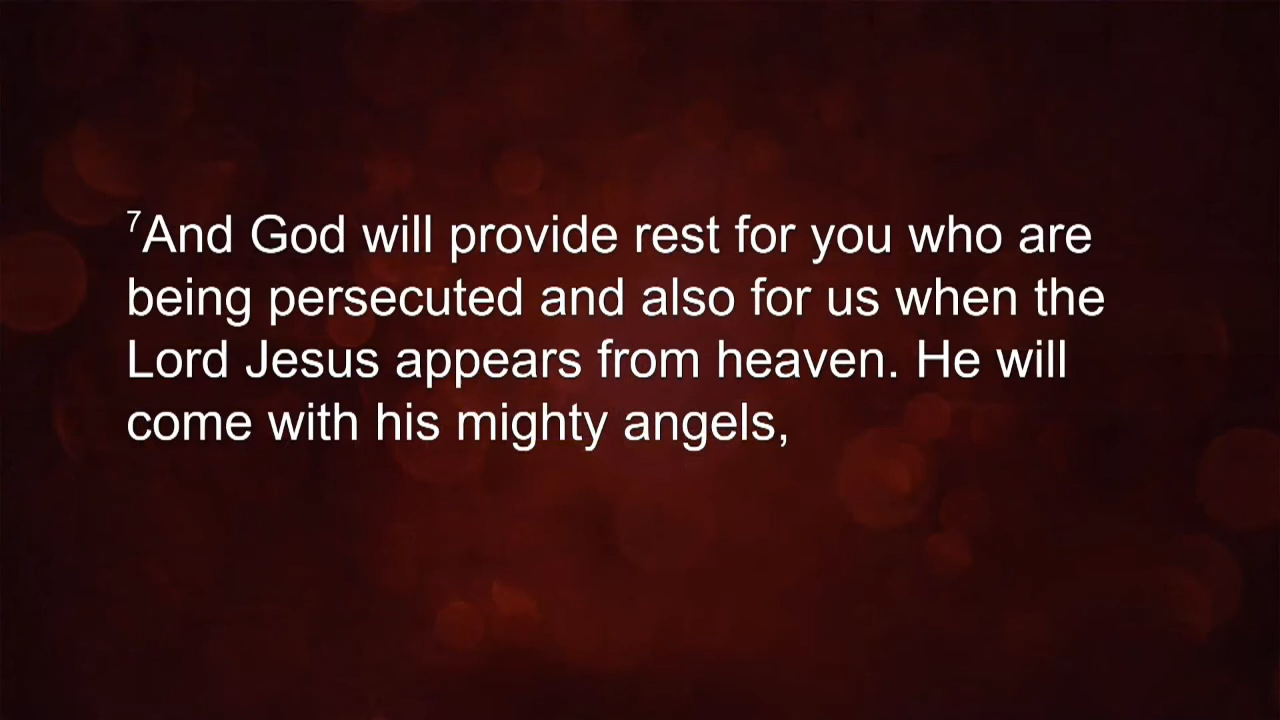 ⁷And God will provide rest for you who are
being persecuted and also for us when the
Lord Jesus appears from heaven. He will
come with his mighty angels,